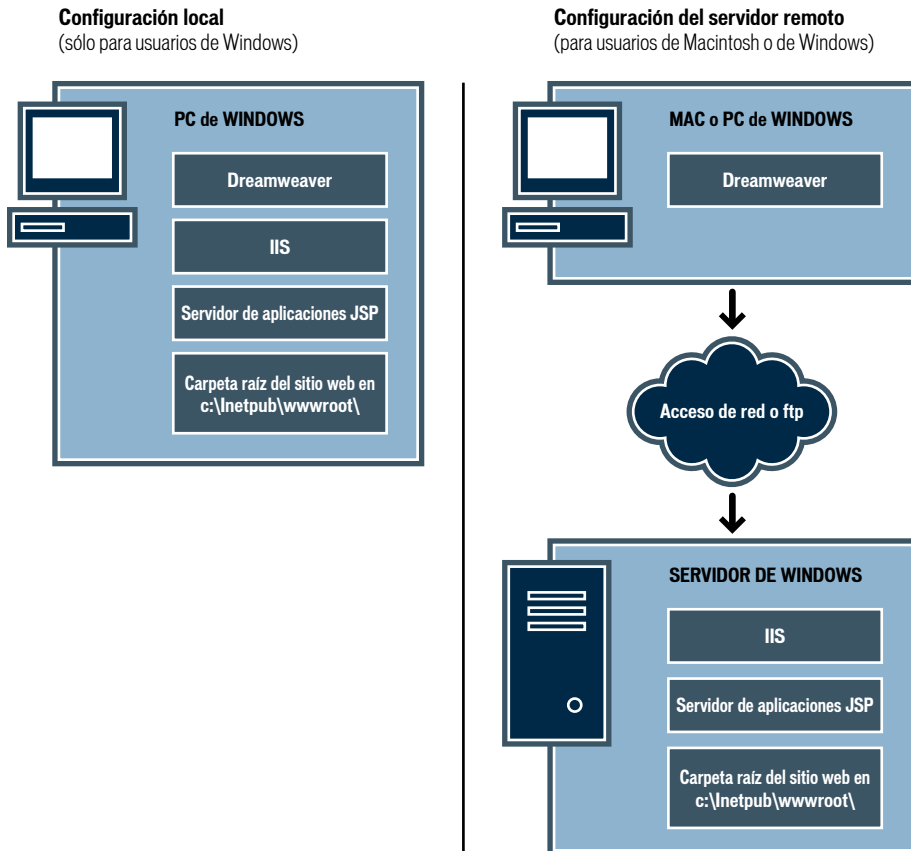 Configuración local
(sólo para usuarios de Windows)
PC de WINDOWS
Dreamweaver
IIS
Servidor de aplicaciones JSP
Carpeta raíz del sitio web en
c:\Inetpub\wwwroot\
Configuración del servidor remoto
(para usuarios de Macintosh o de Windows)
MAC o PC de WINDOWS
Dreamweaver
Acceso de red o ftp
SERVIDOR DE WINDOWS
IIS
Servidor de aplicaciones JSP
Carpeta raíz del sitio web en
c:\Inetpub\wwwroot\